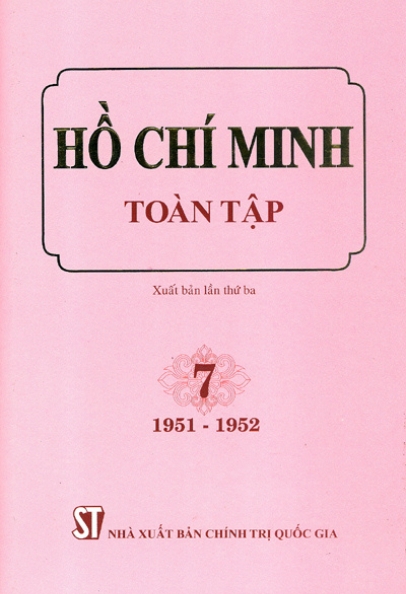 HỒ CHÍ MINH
TOÀN TẬP
Xuất bản lần thứ ba
7
1951 - 1952
ST NHÀ XUẤT BẢN CHÍNH TRỊ QUỐC GIA